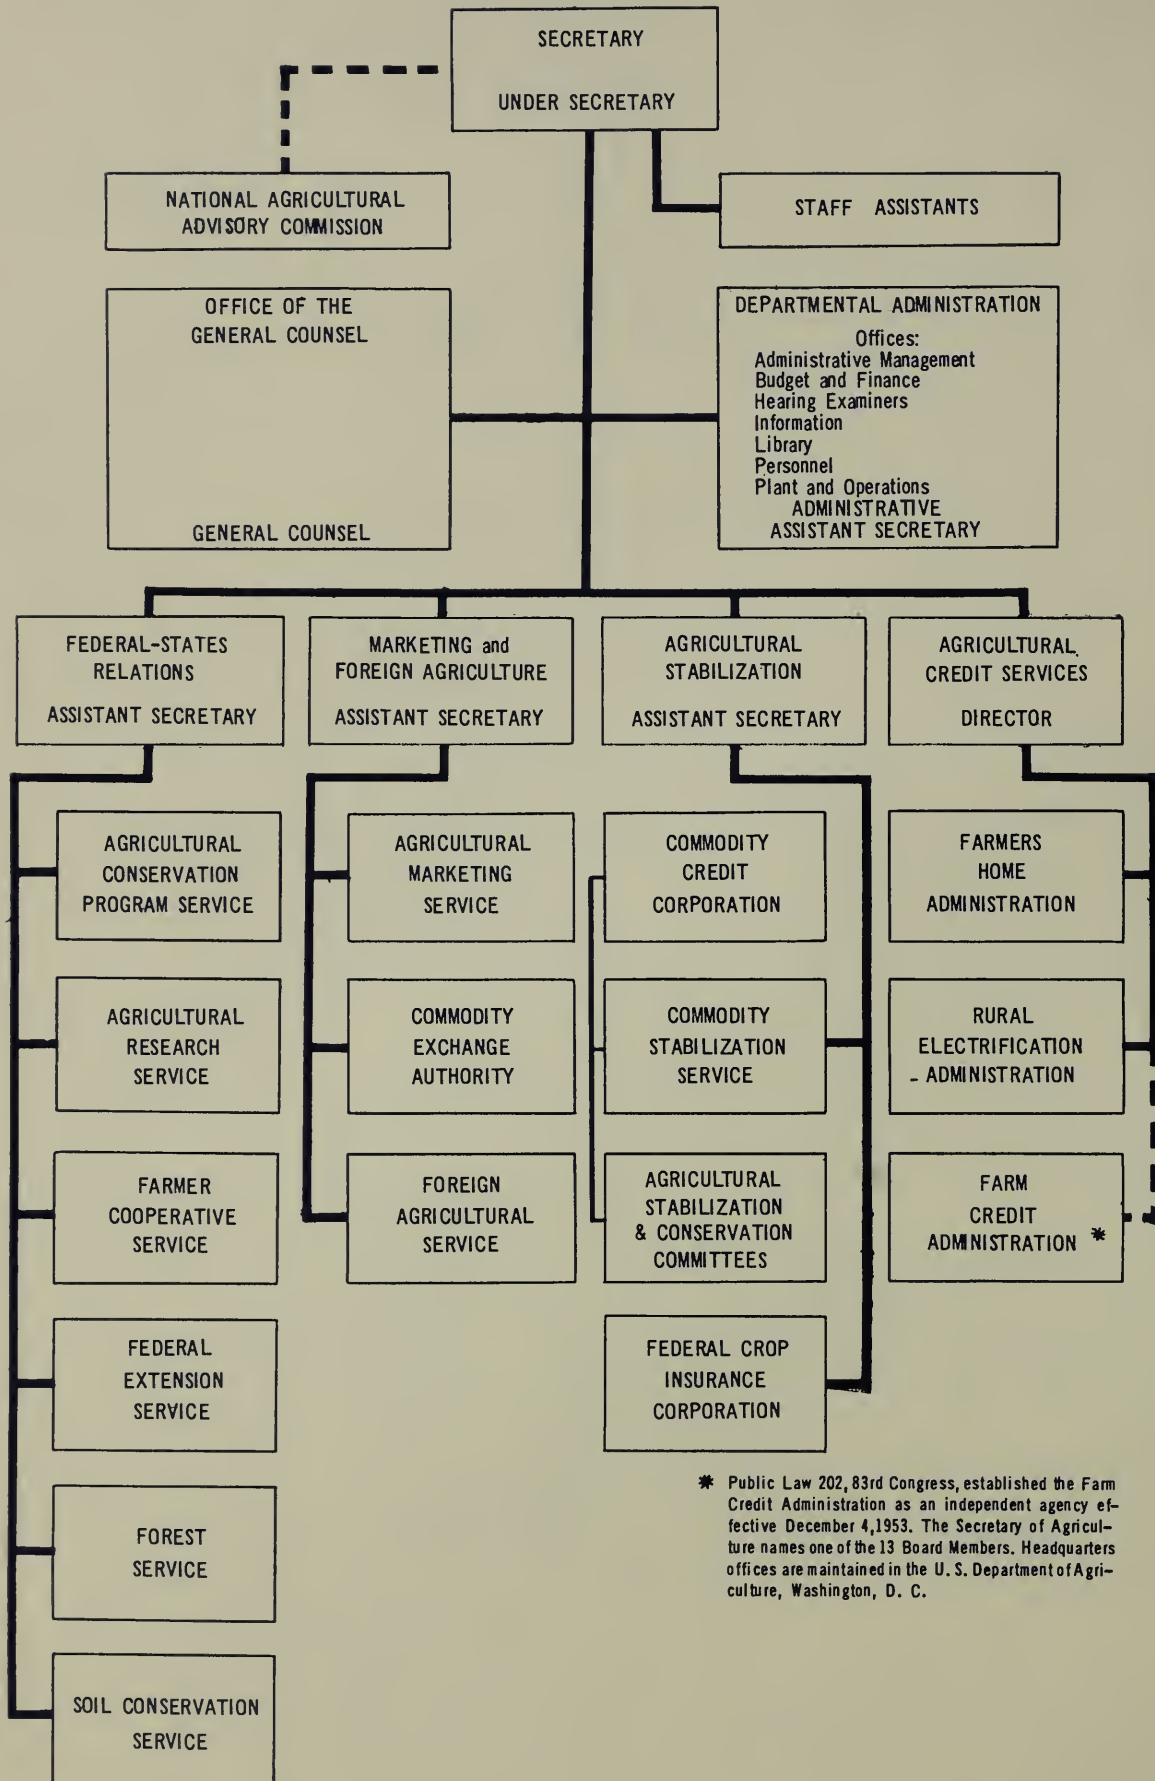 SECRETARY
UNDER SECRETARY
NATIONAL AGRICULTURAL
ADVISORY COMMISSION
STAFF ASSISTANTS
OFFICE OF THE
GENERAL COUNSEL
GENERAL COUNSEL
DEPARTMENTAL ADMINISTRATION
Offices:
Administrative Management
Budget and Finance
Hearing Examiners
Information
Library
Personnel
Plant and Operations
ADMINISTRATIVE
ASSISTANT SECRETARY
FEDERAL-STATES
RELATIONS
ASSISTANT SECRETARY
MARKETING and
FOREIGN AGRICULTURE
ASSISTANT SECRETARY
AGRICULTURAL
STABILIZATION
ASSISTANT SECRETARY
AGRICULTURAL
CREDIT SERVICES
DIRECTOR
AGRICULTURAL
CONSERVATION
PROGRAM SERVICE
AGRICULTURAL
RESEARCH
SERVICE
FARMER
COOPERATIVE
SERVICE
FEDERAL
EXTENSION
SERVICE
FOREST
SERVICE
SOIL CONSERVATION
SERVICE
AGRICULTURAL
MARKETING
SERVICE
COMMODITY
EXCHANGE
AUTHORITY
FOREIGN
AGRICULTURAL
SERVICE
COMMODITY
CREDIT
CORPORATION
COMMODITY
STABILIZATION
SERVICE
AGRICULTURAL
STABILIZATION
& CONSERVATION
COMMITTEES
FEDERAL CROP
INSURANCE
CORPORATION
FARMERS
HOME
ADMINISTRATION
RURAL
ELECTRIFICATION
ADMINISTRATION
FARM
CREDIT
ADMINISTRATION *
* Public Law 202, 83rd Congress, established the Farm
Credit Administration as an independent agency ef-
fective December 4, 1953. The Secretary of Agricul-
ture names one of the 13 Board Members. Headquarters
offices are maintained in the U. S. Department of Agri-
culture, Washington, D. C.